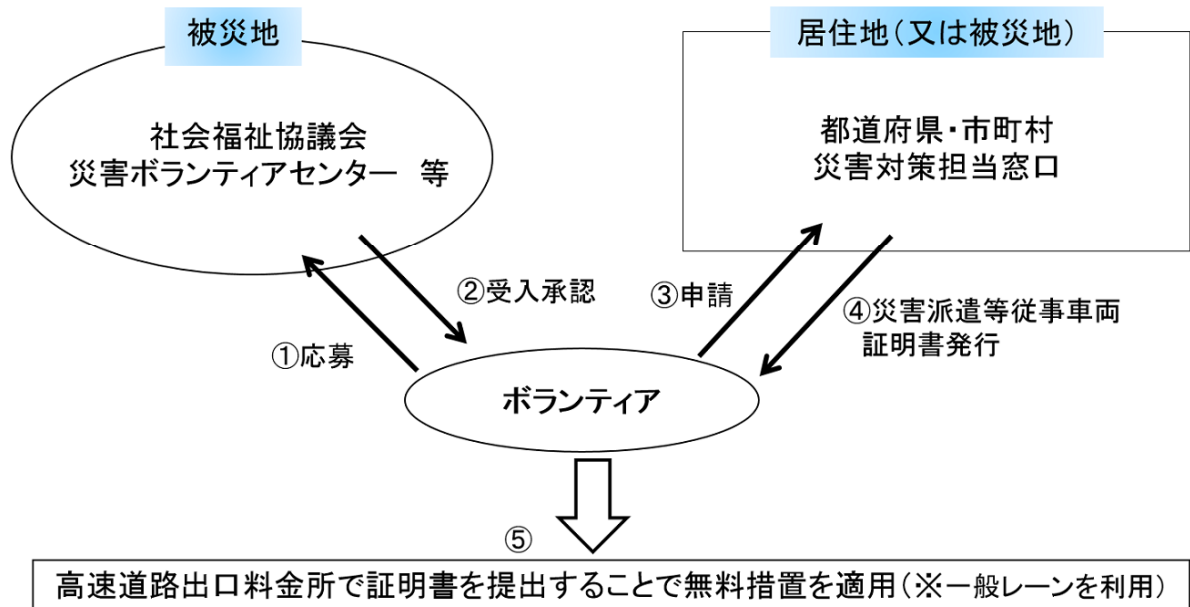 被災地
社会福祉協議会
災害ボランティアセンター 等
居住地(又は被災地)
都道府県・市町村
災害対策担当窓口
①応募
②受入承認
③申請
④災害派遣等従事車両
証明書発行
ボランティア
⑤
高速道路出口料金所で証明書を提出することで無料措置を適用(※一般レーンを利用)